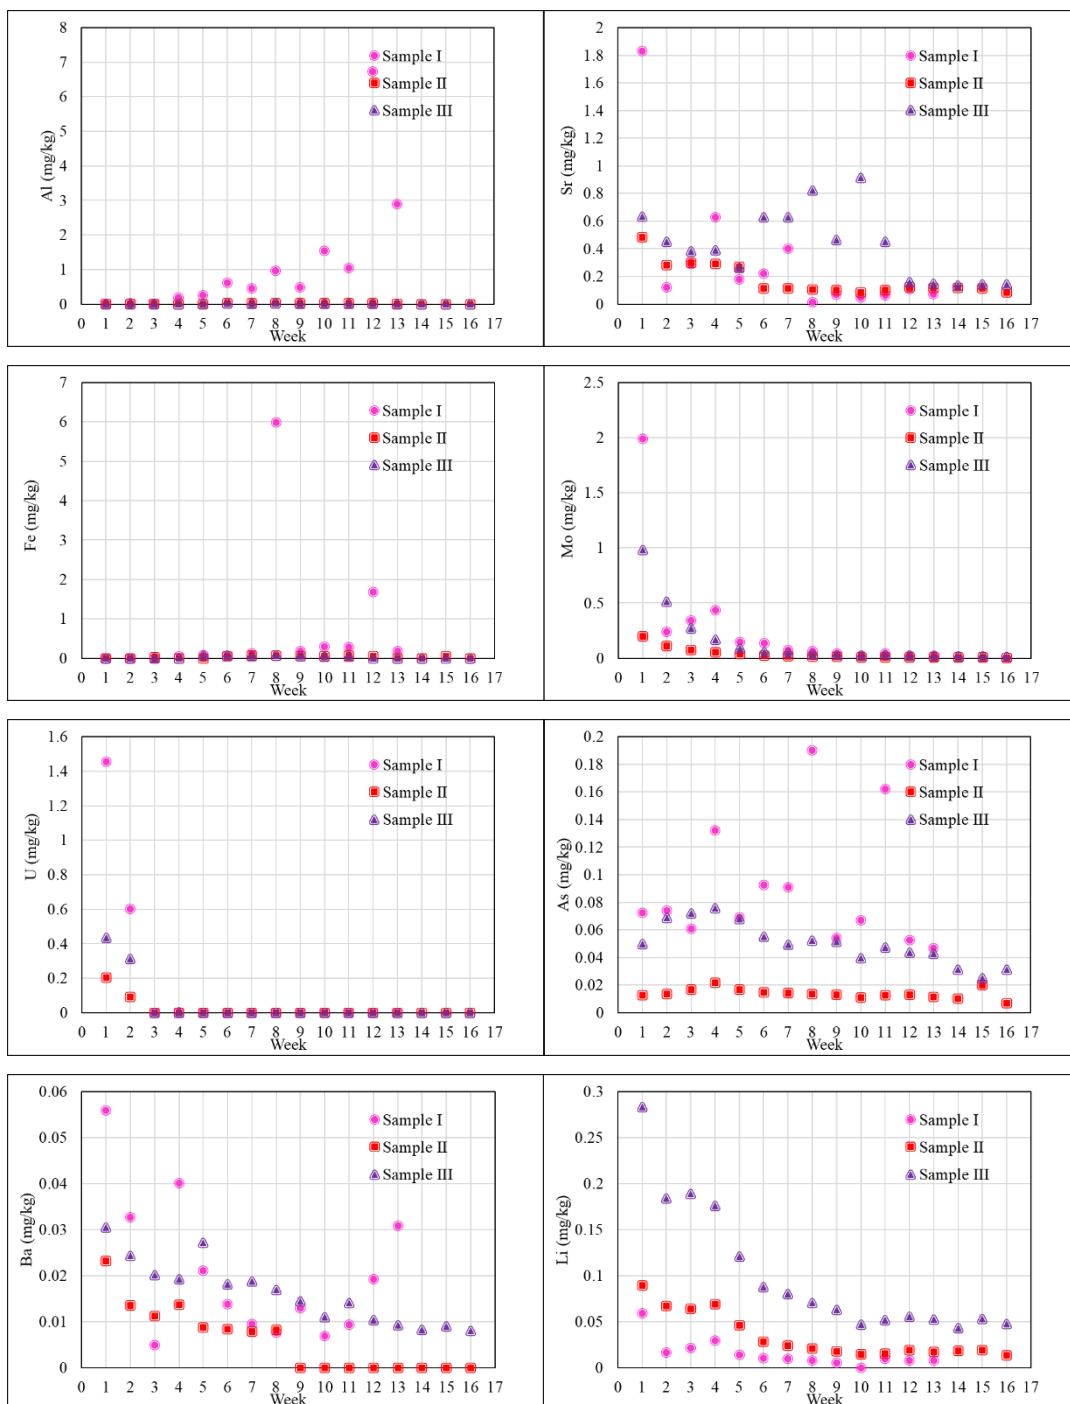 8
7
6
5
4
3
2
1
0
Al (mg/kg)
Sample I
Sample II
Sample III
0 1 2 3 4 5 6 7 8 9 10 11 12 13 14 15 16 17
Week
2
1.8
1.6
1.4
1.2
1
0.8
0.6
0.4
0.2
0
Sr (mg/kg)
Sample I
Sample II
Sample III
0 1 2 3 4 5 6 7 8 9 10 11 12 13 14 15 16 17
Week
7
6
5
4
3
2
1
0
Fe (mg/kg)
Sample I
Sample II
Sample III
0 1 2 3 4 5 6 7 8 9 10 11 12 13 14 15 16 17
Week
2.5
2
1.5
1
0.5
0
Mo (mg/kg)
Sample I
Sample II
Sample III
0 1 2 3 4 5 6 7 8 9 10 11 12 13 14 15 16 17
Week
1.6
1.4
1.2
1
0.8
0.6
0.4
0.2
0
U (mg/kg)
Sample I
Sample II
Sample III
0 1 2 3 4 5 6 7 8 9 10 11 12 13 14 15 16 17
Week
0.2
0.18
0.16
0.14
0.12
0.1
0.08
0.06
0.04
0.02
0
As (mg/kg)
Sample I
Sample II
Sample III
0 1 2 3 4 5 6 7 8 9 10 11 12 13 14 15 16 17
Week
0.06
0.05
0.04
0.03
0.02
0.01
0
Ba (mg/kg)
Sample I
Sample II
Sample III
0 1 2 3 4 5 6 7 8 9 10 11 12 13 14 15 16 17
Week
0.3
0.25
0.2
0.15
0.1
0.05
0
Li (mg/kg)
Sample I
Sample II
Sample III
0 1 2 3 4 5 6 7 8 9 10 11 12 13 14 15 16 17
Week